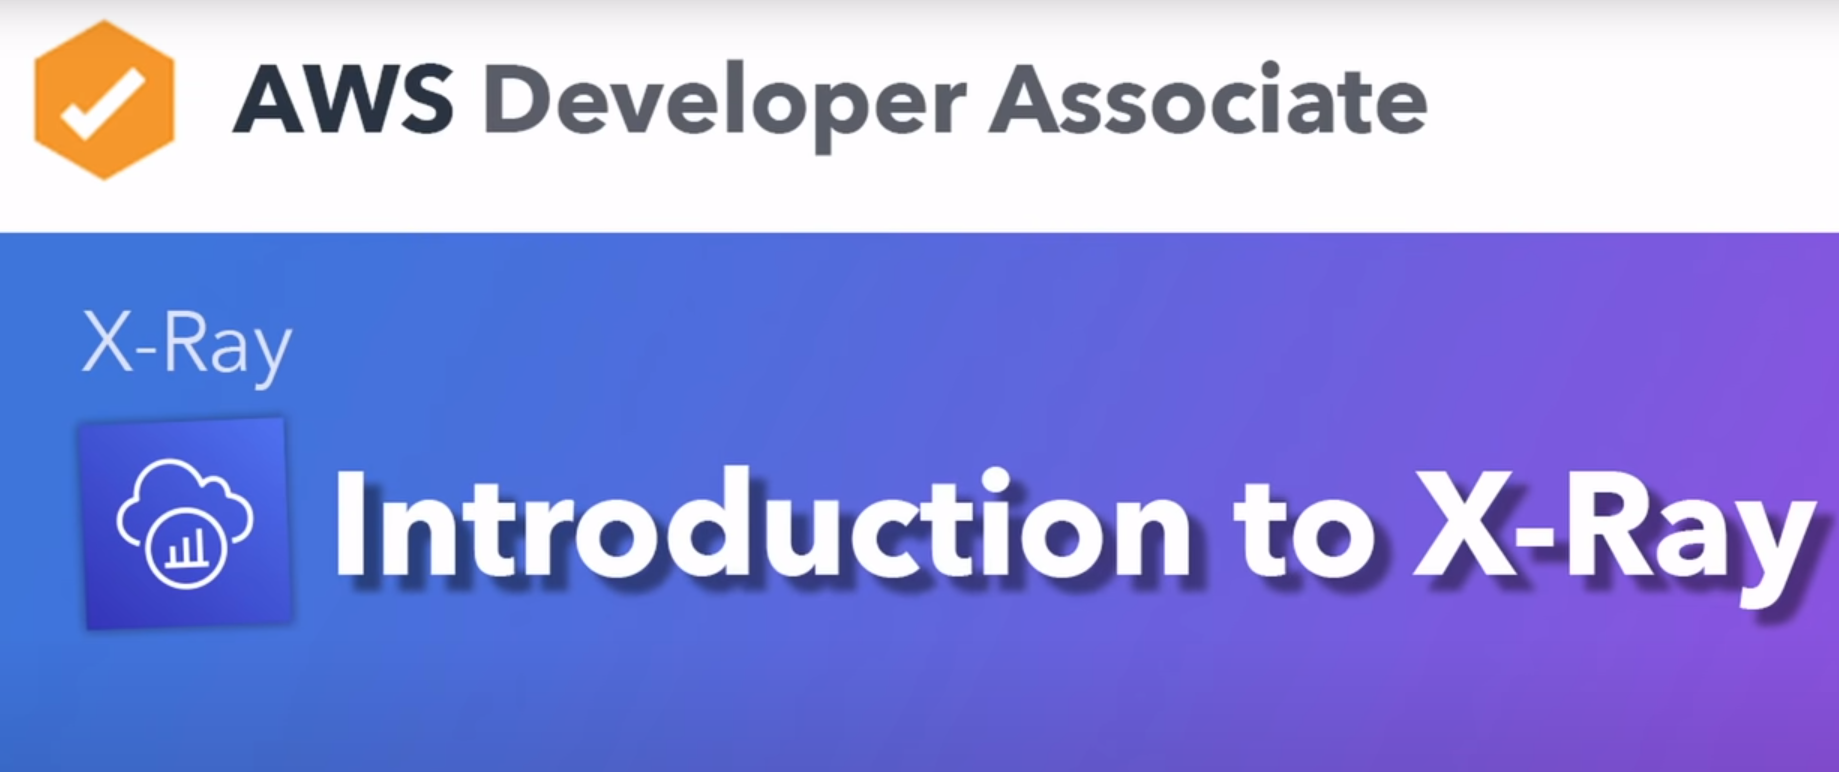 AWS Developer Associate
X-Ray
Introduction to X-Ray